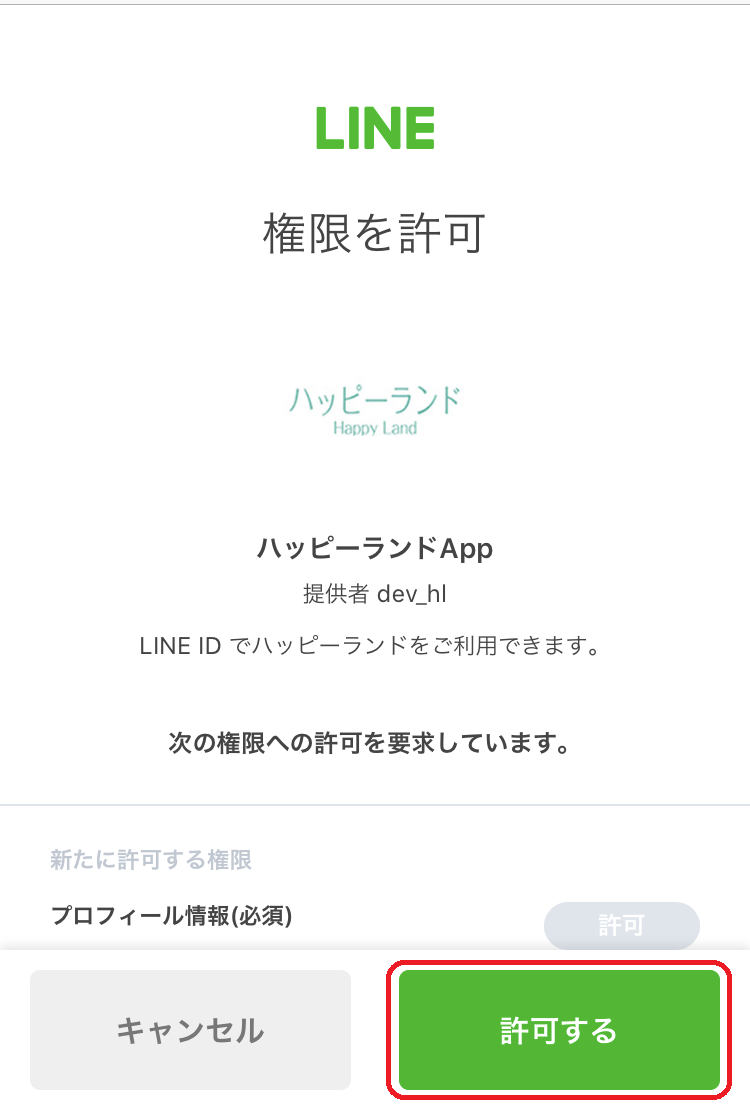 LINE
権限を許可
ハッピーランド
Happy Land
ハッピーランドApp
提供者 dev_hl
LINE ID でハッピーランドをご利用できます。
次の権限への許可を要求しています。
新たに許可する権限
プロフィール情報(必須)
許可
キャンセル
許可する